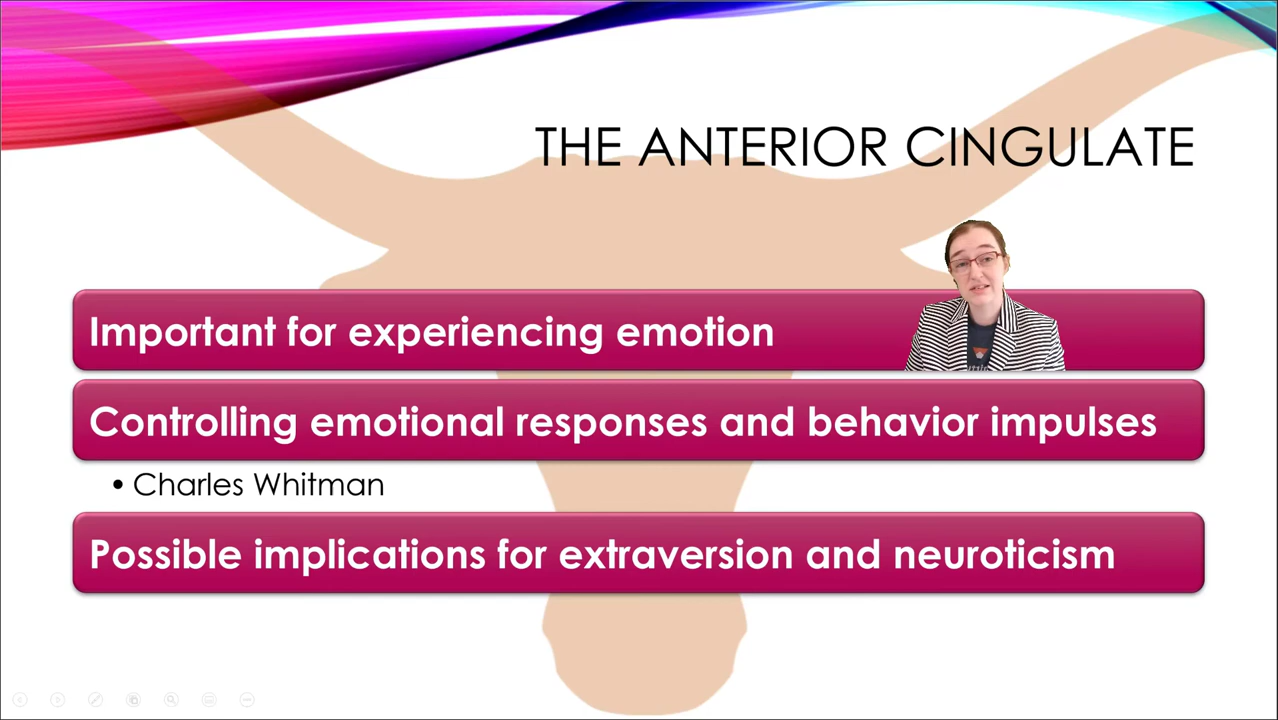 THE ANTERIOR CINGULATE
Important for experiencing emotion
Controlling emotional responses and behavior impulses
• Charles Whitman
Possible implications for extraversion and neuroticism